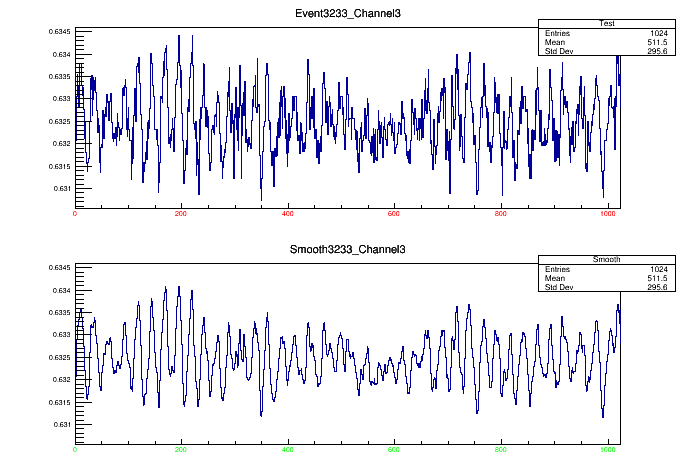 Event3233_Channel3
Test
Entries 1024
Mean 511.5
Std Dev 295.6
0.6345
0.634
0.6335
0.633
0.6325
0.632
0.6315
0.631
0 200 400 600 800 1000
Smooth3233_Channel3
Smooth
Entries 1024
Mean 511.5
Std Dev 295.6
0.6345
0.634
0.6335
0.633
0.6325
0.632
0.6315
0.631
0 200 400 600 800 1000